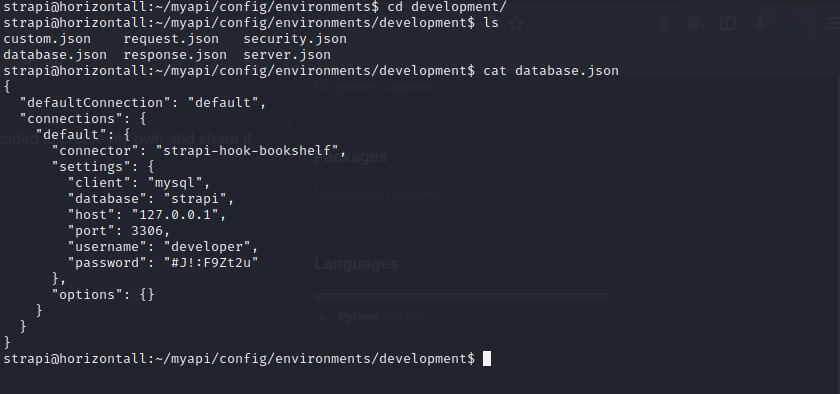 strapi@horizontall:~/myapi/config/environments$ cd development/
strapi@horizontall:~/myapi/config/environments/development$ ls
custom.json    request.json   security.json
database.json  response.json  server.json
strapi@horizontall:~/myapi/config/environments/development$ cat database.json
{
  "defaultConnection": "default",
  "connections": {
    "default": {
      "connector": "strapi-hook-bookshelf",
      "settings": {
        "client": "mysql",
        "database": "strapi",
        "host": "127.0.0.1",
        "port": 3306,
        "username": "developer",
        "password": "#J!:F9Zt2u"
      },
      "options": {}
    }
  }
}
strapi@horizontall:~/myapi/config/environments/development$
No releases published
own and share it
Packages
No packages published
Languages
Python 100.0%